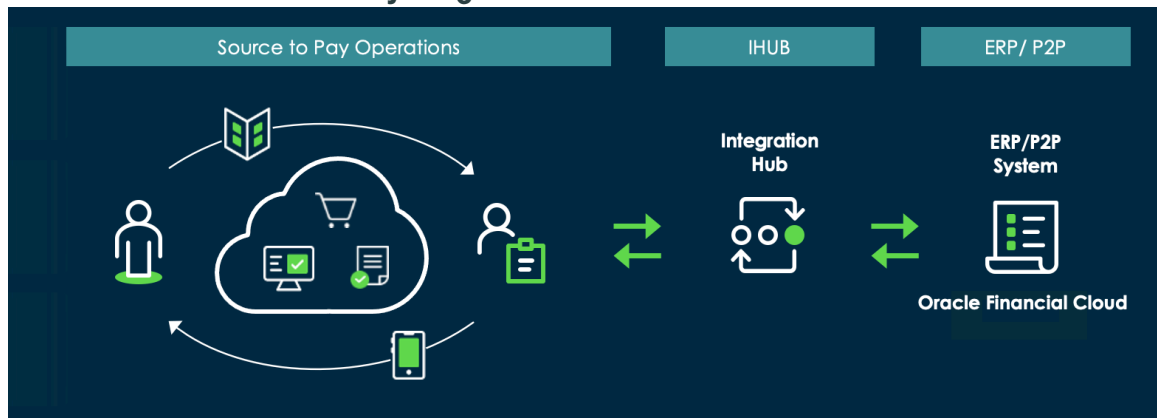 Source to Pay Operations
IHUB
ERP/ P2P
Integration
Hub
ERP/P2P
System
Oracle Financial Cloud